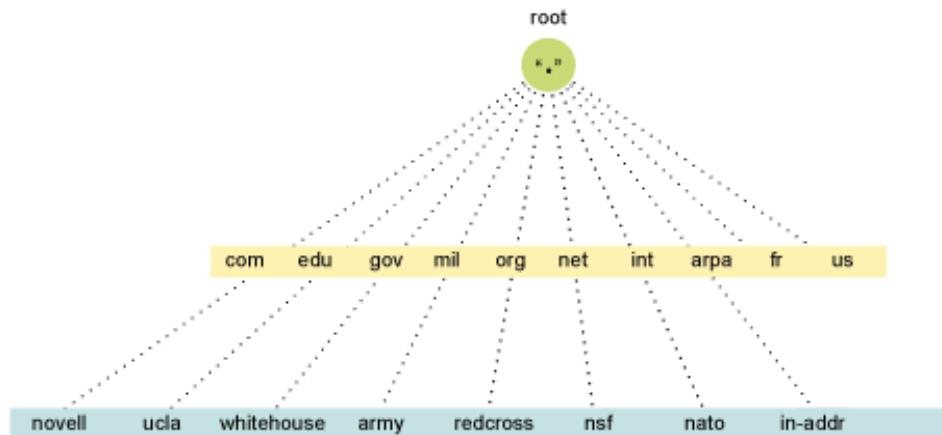 root
"."
com edu gov mil org net int arpa fr us
novell ucla whitehouse army redcross nsf nato in-addr